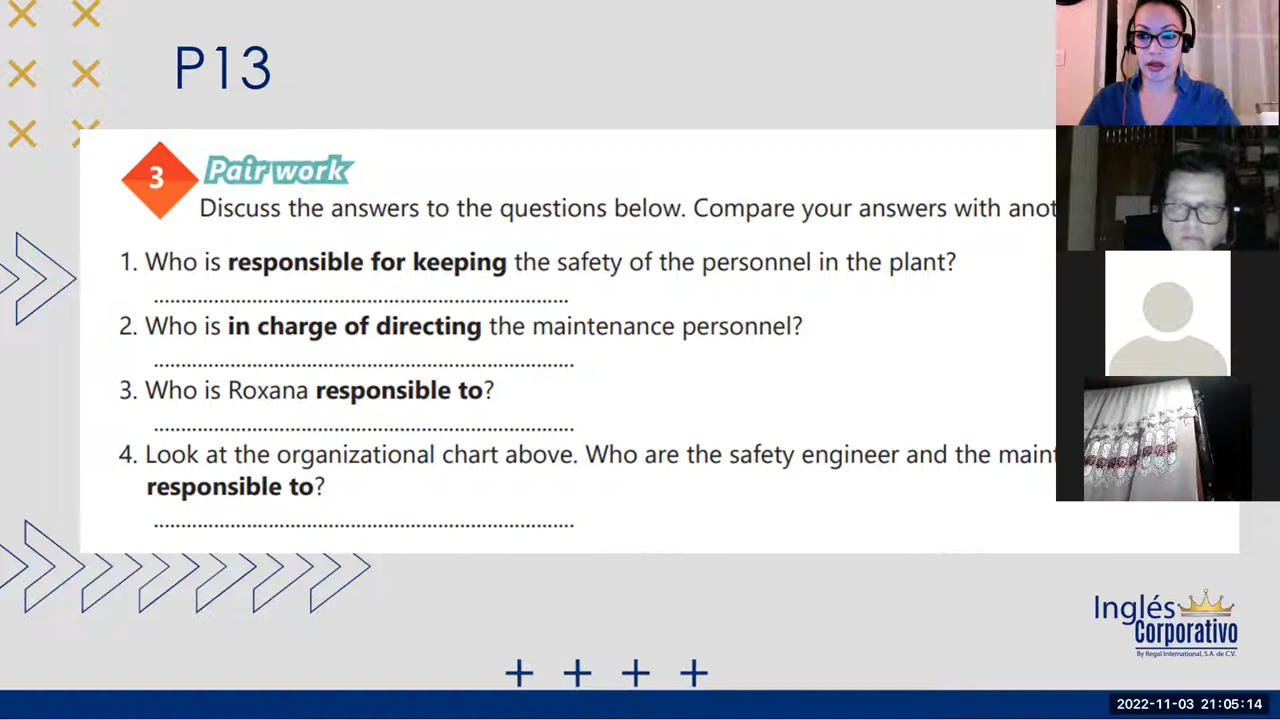 P13
3
Pair work
Discuss the answers to the questions below. Compare your answers with
1. Who is responsible for keeping the safety of the personnel in the plant?
2. Who is in charge of directing the maintenance personnel?
3. Who is Roxana responsible to?
4. Look at the organizational chart above. Who are the safety engineer and the
responsible to?
Inglés
Corporativo
By Regal International, S.A. de C.V.
2022-11-03 21:05:14